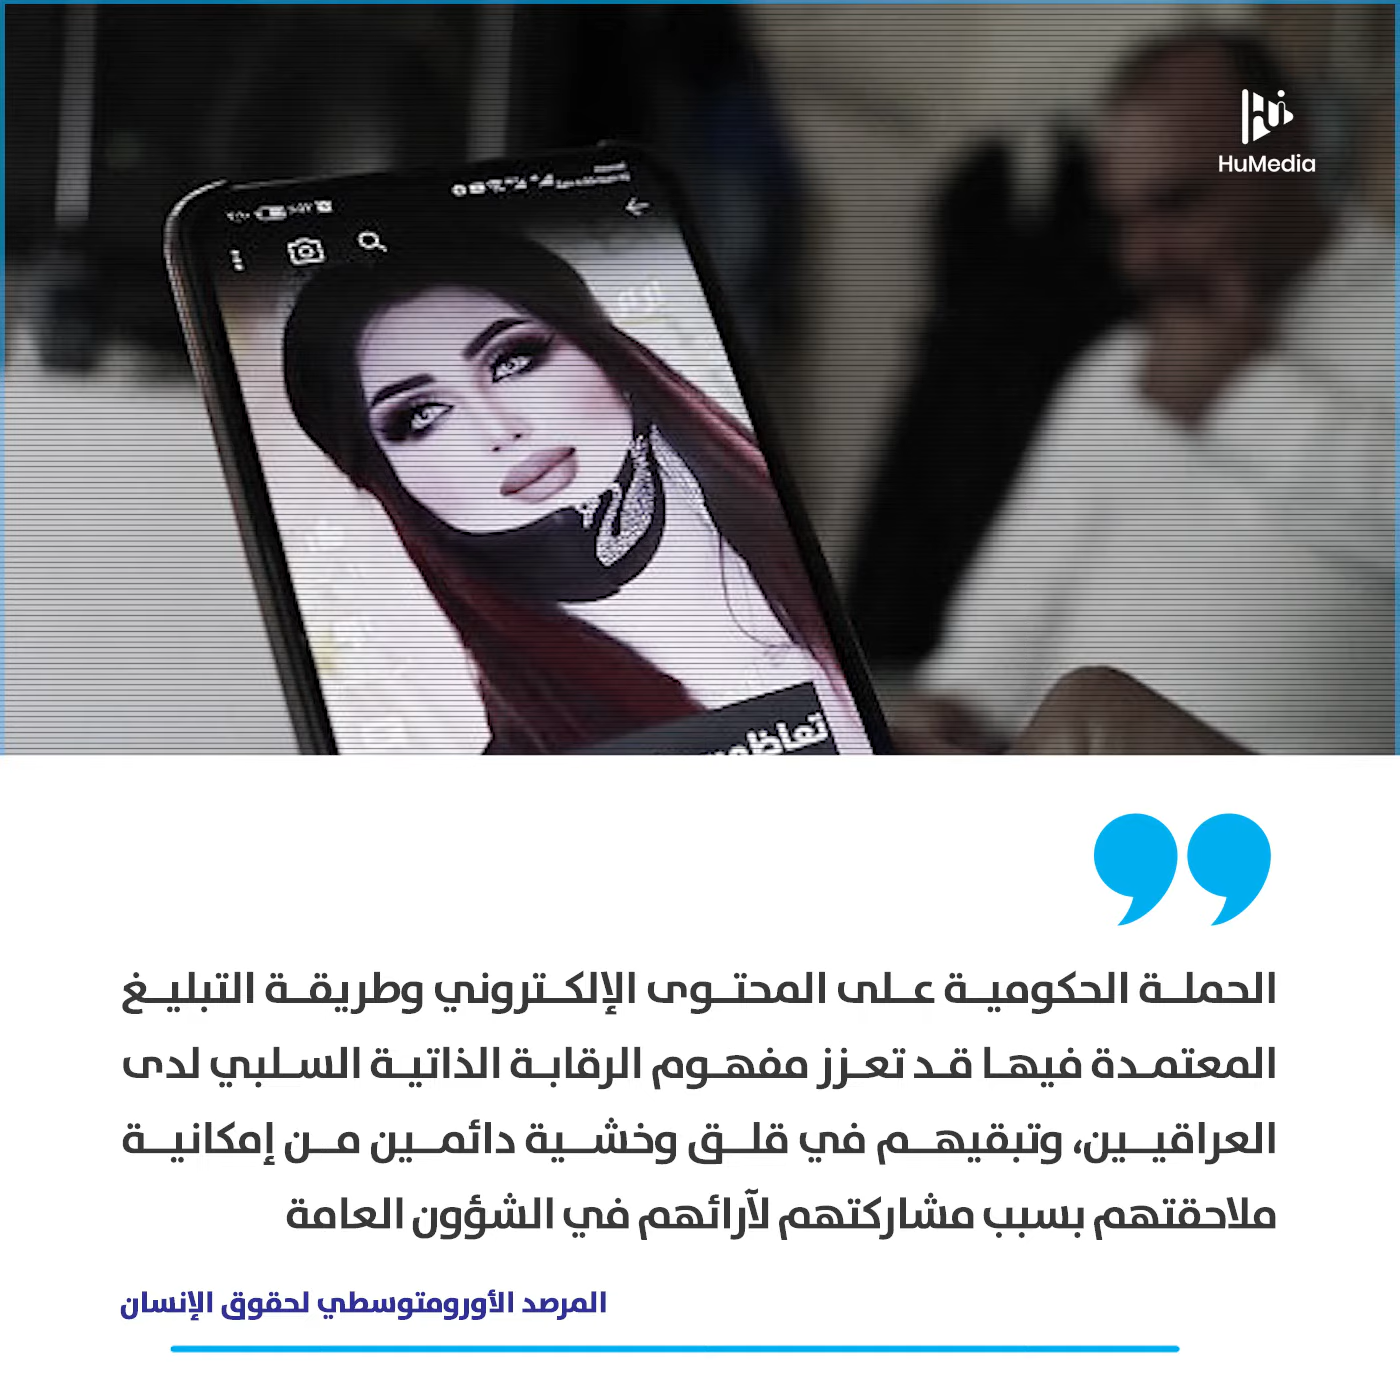 HuMedia
الحملة الحكومية على المحتوى الإلكتروني وطريقة التبليغ
المعتمدة فيها قد تعزز مفهوم الرقابة الذاتية السلبي لدى
العراقيين، وتبقيهم في قلق وخشية دائمين من إمكانية
ملاحقتهم بسبب مشاركتهم لآرائهم في الشؤون العامة
المرصد الأورومتوسطي لحقوق الإنسان